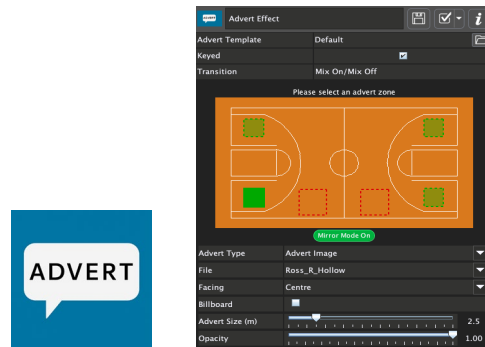 ADVERT
ADVERT Advert Effect i
Advert Template Default
Keyed
Transition Mix On/Mix Off
Please select an advert zone
Mirror Mode On
Advert Type Advert Image
File Ross_R_Hollow
Facing Centre
Billboard
Advert Size (m) 2.5
Opacity 1.00